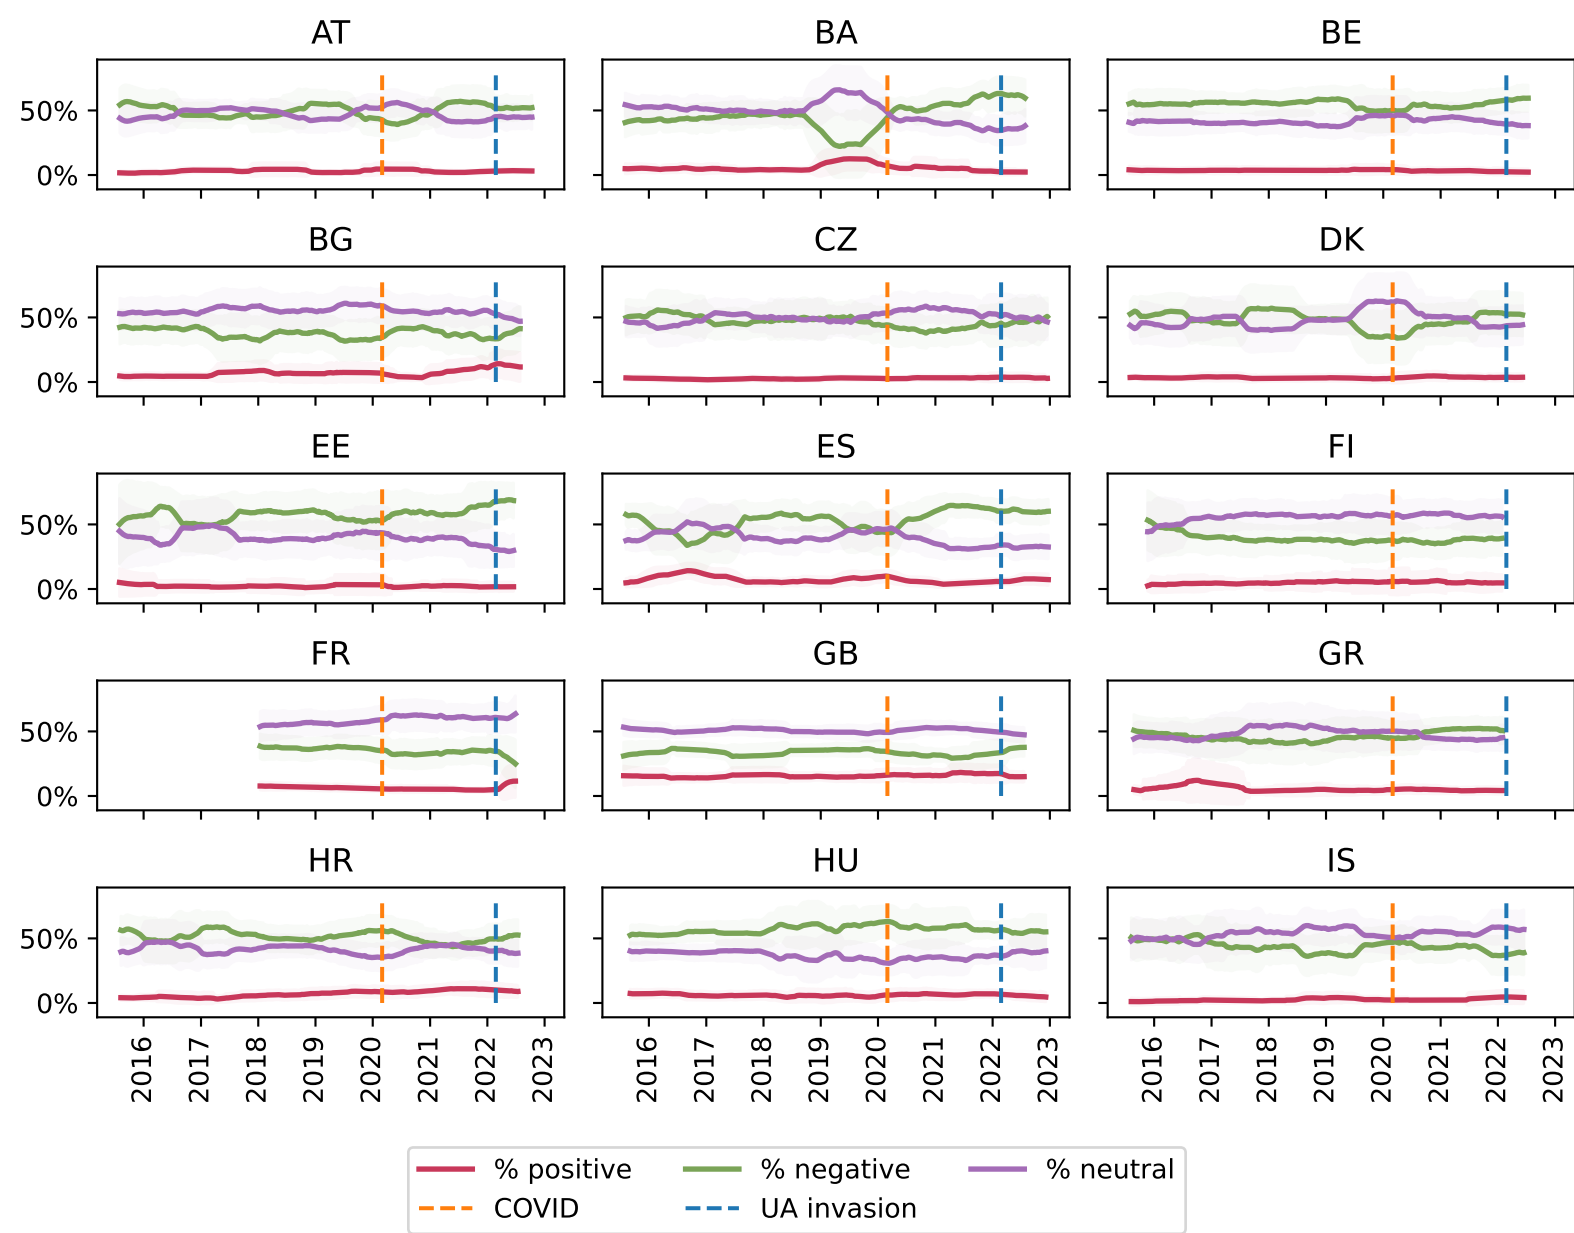 AT BA BE
50%
0%
BG CZ DK
50%
0%
EE ES FI
50%
0%
FR GB GR
50%
0%
HR HU IS
50%
0%
2016 2017 2018 2019 2020 2021 2022 2023 2016 2017 2018 2019 2020 2021 2022 2023 2016 2017 2018 2019 2020 2021 2022 2023
% positive % negative % neutral
COVID UA invasion